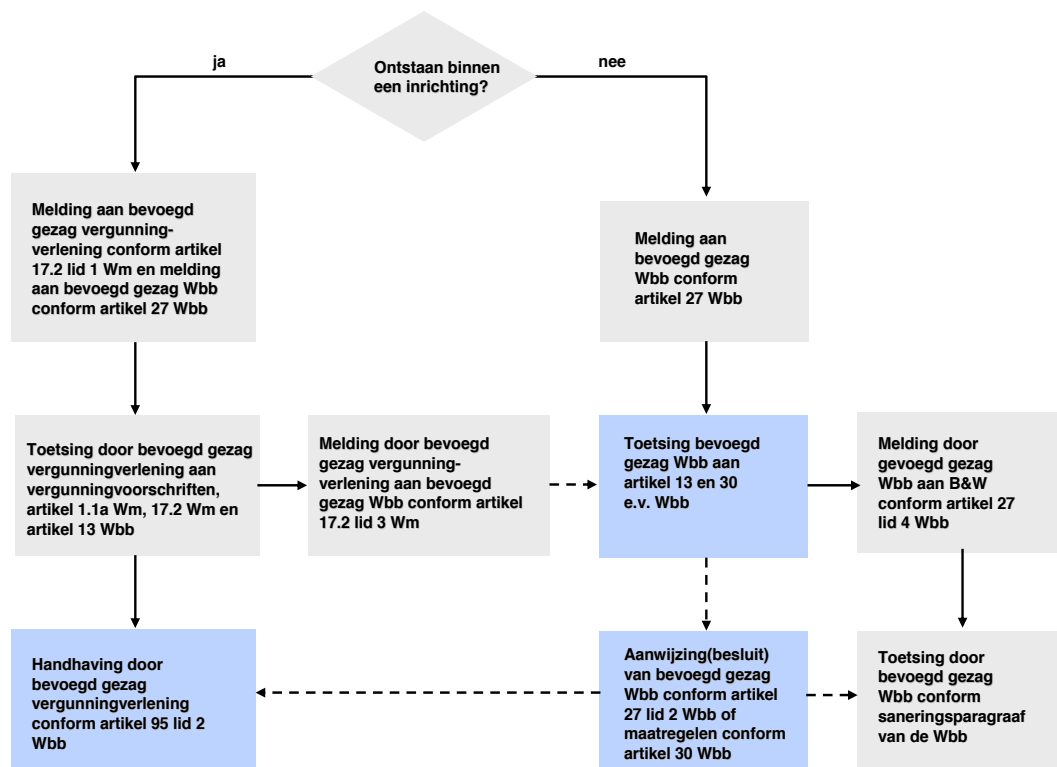 ja
Ontstaan binnen
een inrichting?
nee
Melding aan bevoegd
gezag vergunning-
verlening conform artikel
17.2 lid 1 Wm en melding
aan bevoegd gezag Wbb
conform artikel 27 Wbb
Melding aan
bevoegd gezag
Wbb conform
artikel 27 Wbb
Toetsing door bevoegd gezag
vergunningverlening aan
vergunningvoorschriften,
artikel 1.1a Wm, 17.2 Wm en
artikel 13 Wbb
Melding door bevoegd
gezag vergunning-
verlening aan bevoegd
gezag Wbb conform artikel
17.2 lid 3 Wm
Toetsing bevoegd
gezag Wbb aan
artikel 13 en 30
e.v. Wbb
Melding door
gevoegd gezag
Wbb aan B&W
conform artikel 27
lid 4 Wbb
Handhaving door
bevoegd gezag
vergunningverlening
conform artikel 95 lid 2
Wbb
Aanwijzing(besluit)
van bevoegd gezag
Wbb conform artikel
27 lid 2 Wbb of
maatregelen conform
artikel 30 Wbb
Toetsing door
bevoegd gezag
Wbb conform
saneringsparagraaf
van de Wbb